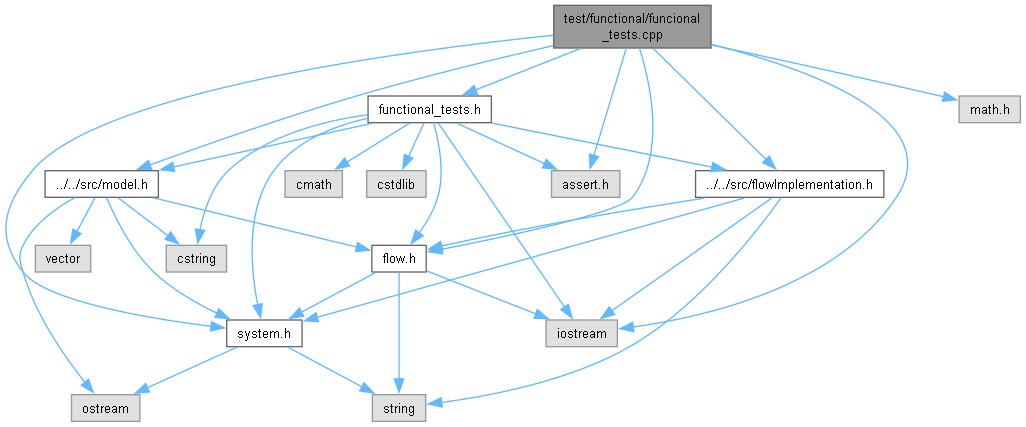 test/functional/funcional
_tests.cpp
functional_tests.h
math.h
../../src/model.h
cmath
cstdlib
assert.h
../../src/flowImplementation.h
vector
cstring
flow.h
system.h
iostream
ostream
string